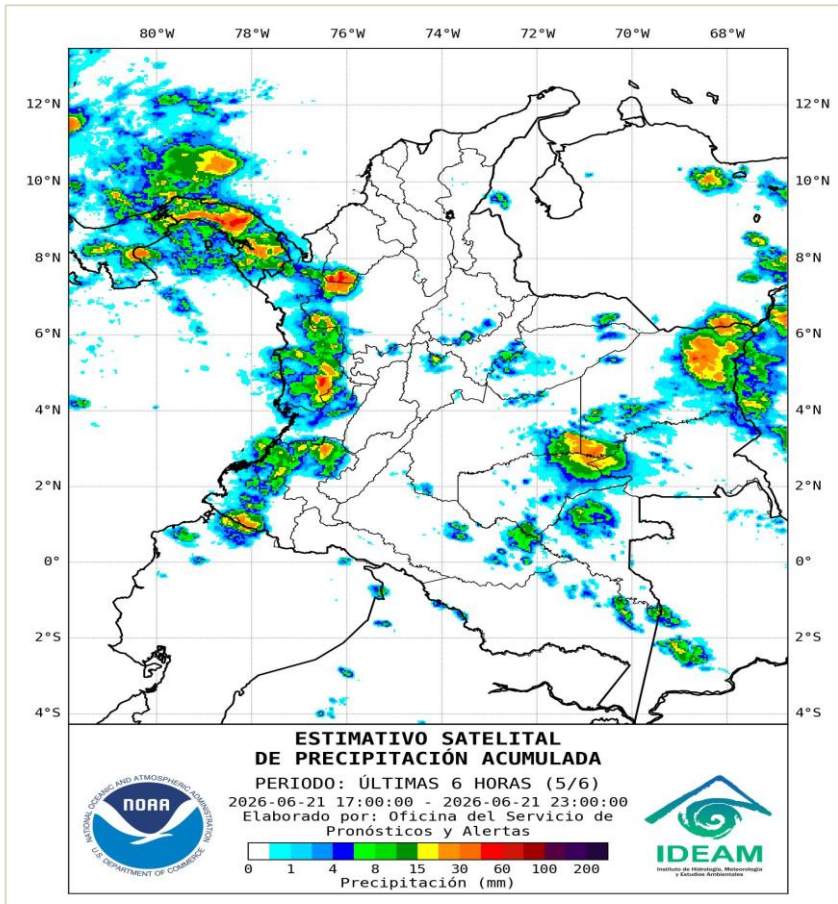 80°W 78°W 76°W 74°W 72°W 70°W 68°W
12°N 12°N
10°N 10°N
8°N 8°N
6°N 6°N
4°N 4°N
2°N 2°N
0° 0°
2°S 2°S
4°S 4°S
ESTIMATIVO SATELITAL
DE PRECIPITACIÓN ACUMULADA
PERIODO: ÚLTIMAS 6 HORAS (5/6)
2026-06-21 17:00:00 - 2026-06-21 23:00:00
Elaborado por: Oficina del Servicio de
Pronósticos y Alertas
0 1 4 8 15 30 60 100 200
Precipitación (mm)
NATIONAL OCEANIC AND ATMOSPHERIC ADMINISTRATION
NOAA
U.S. DEPARTMENT OF COMMERCE
IDEAM
Instituto de Hidrología, Meteorología
y Estudios Ambientales